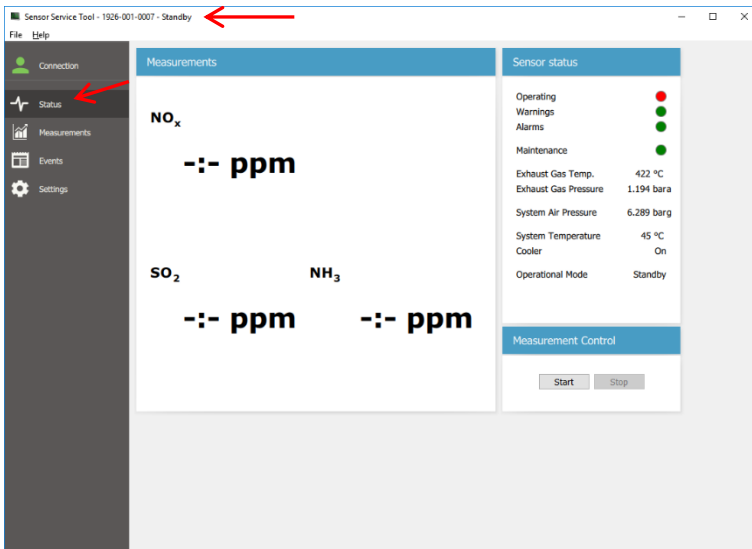 Sensor Service Tool - 1926-001-0007 - Standby
File Help
Connection
Status
Measurements
Events
Settings
Measurements
NOx
-:- ppm
SO2
-:- ppm
NH3
-:- ppm
Sensor status
Operating
Warnings
Alarms
Maintenance
Exhaust Gas Temp. 422 °C
Exhaust Gas Pressure 1.194 bara
System Air Pressure 6.289 barg
System Temperature 45 °C
Cooler On
Operational Mode Standby
Measurement Control
Start Stop